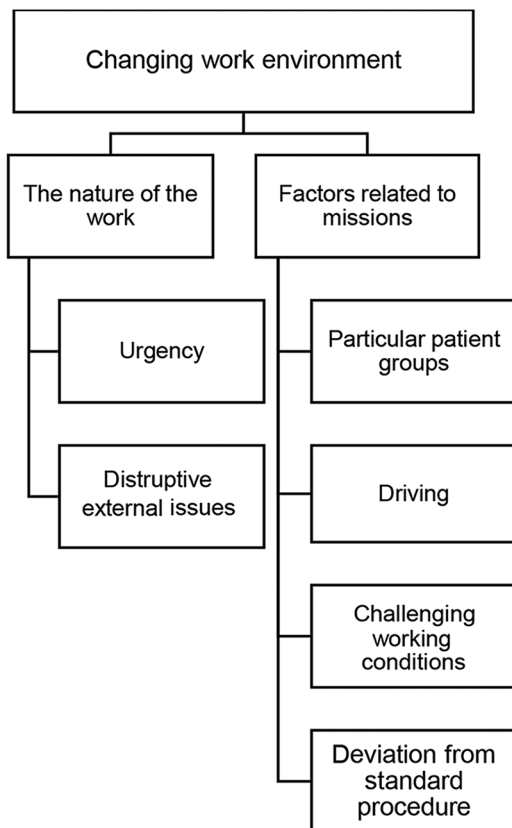 Changing work environment
The nature of the
work
Factors related to
missions
Urgency
Distruptive
external issues
Particular patient
groups
Driving
Challenging
working
conditions
Deviation from
standard
procedure